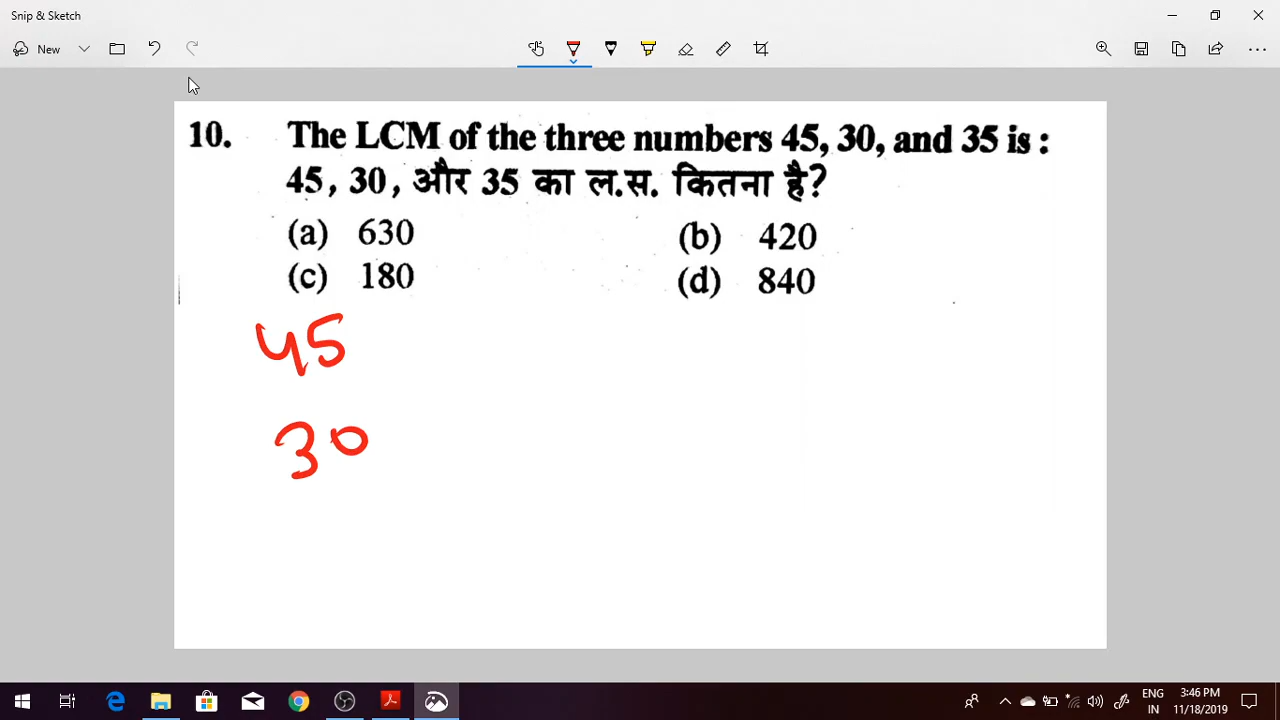 Snip & Sketch
New
10. The LCM of the three numbers 45, 30, and 35 is :
45, 30, और 35 का ल.स. कितना है?
(a) 630 (b) 420
(c) 180 (d) 840
45
30
ENG 3:46 PM
IN 11/18/2019